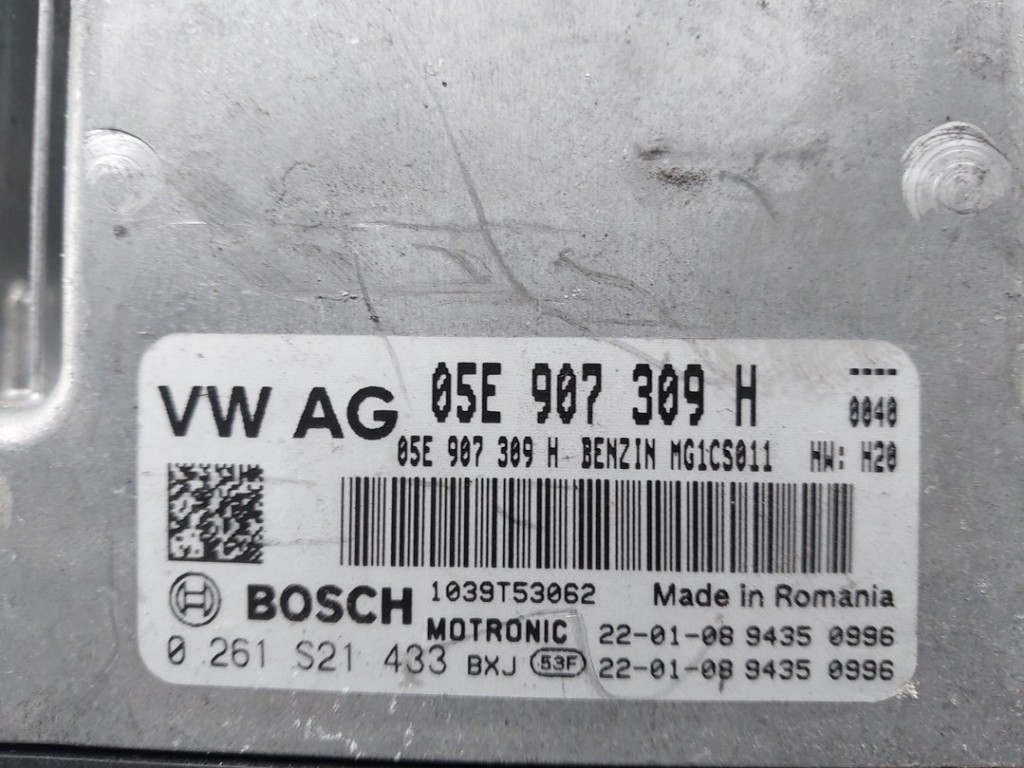 VW AG 05E 907 309 H ----
0040
05E 907 309 H BENZIN MG1CS011 HW: H20
BOSCH 1039T53062 Made in Romania
MOTRONIC 22-01-08 9435 0996
0 261 S21 433 BXJ 53F 22-01-08 9435 0996